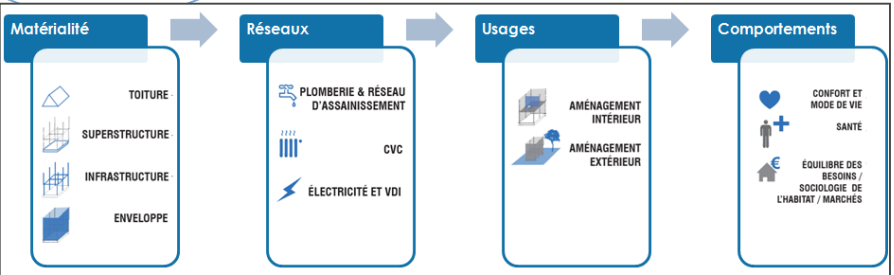 Matérialité
TOITURE
SUPERSTRUCTURE
INFRASTRUCTURE
ENVELOPPE
Réseaux
PLOMBERIE & RÉSEAU
D'ASSAINISSEMENT
CVC
ÉLECTRICITÉ ET VDI
Usages
AMÉNAGEMENT
INTÉRIEUR
AMÉNAGEMENT
EXTÉRIEUR
Comportements
CONFORT ET
MODE DE VIE
SANTÉ
€
ÉQUILIBRE DES
BESOINS /
SOCIOLOGIE DE
L'HABITAT / MARCHÉS